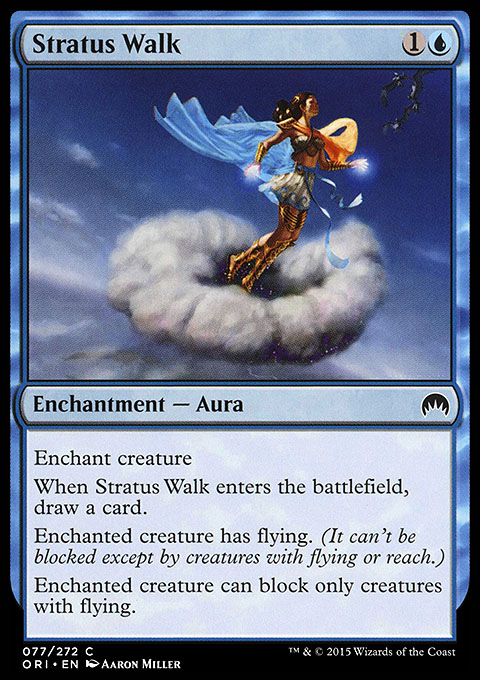 Stratus Walk 1
Enchantment — Aura
Enchant creature
When Stratus Walk enters the battlefield,
draw a card.
Enchanted creature has flying. (It can't be
blocked except by creatures with flying or reach.)
Enchanted creature can block only creatures
with flying.
077/272 C
ORI • EN Aaron Miller
™ & © 2015 Wizards of the Coast